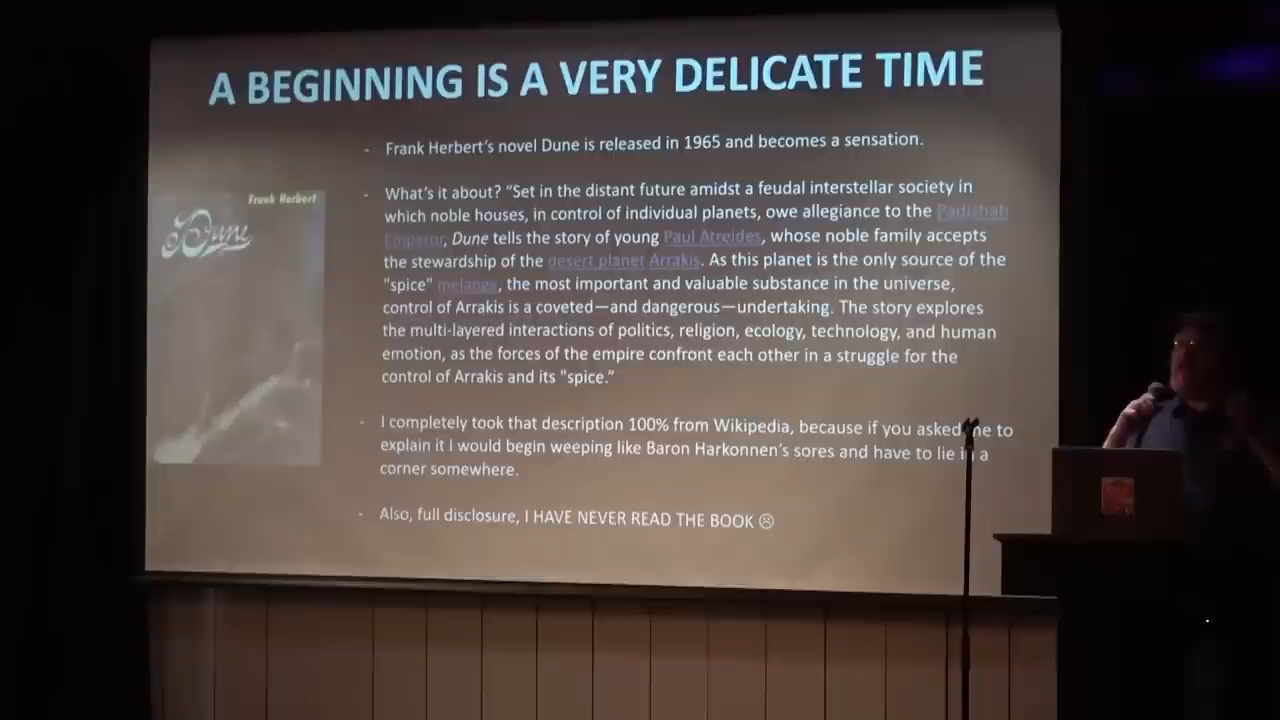 A BEGINNING IS A VERY DELICATE TIME
- Frank Herbert's novel Dune is released in 1965 and becomes a sensation.
Frank Herbert
Dune
- What's it about? "Set in the distant future amidst a feudal interstellar society in
which noble houses, in control of individual planets, owe allegiance to the Padishah
Emperor, Dune tells the story of young Paul Atreides, whose noble family accepts
the stewardship of the desert planet Arrakis. As this planet is the only source of the
"spice" melange, the most important and valuable substance in the universe,
control of Arrakis is a coveted—and dangerous—undertaking. The story explores
the multi-layered interactions of politics, religion, ecology, technology, and human
emotion, as the forces of the empire confront each other in a struggle for the
control of Arrakis and its "spice."
- I completely took that description 100% from Wikipedia, because if you asked me to
explain it I would begin weeping like Baron Harkonnen's sores and have to lie in a
corner somewhere.
- Also, full disclosure, I HAVE NEVER READ THE BOOK ☹